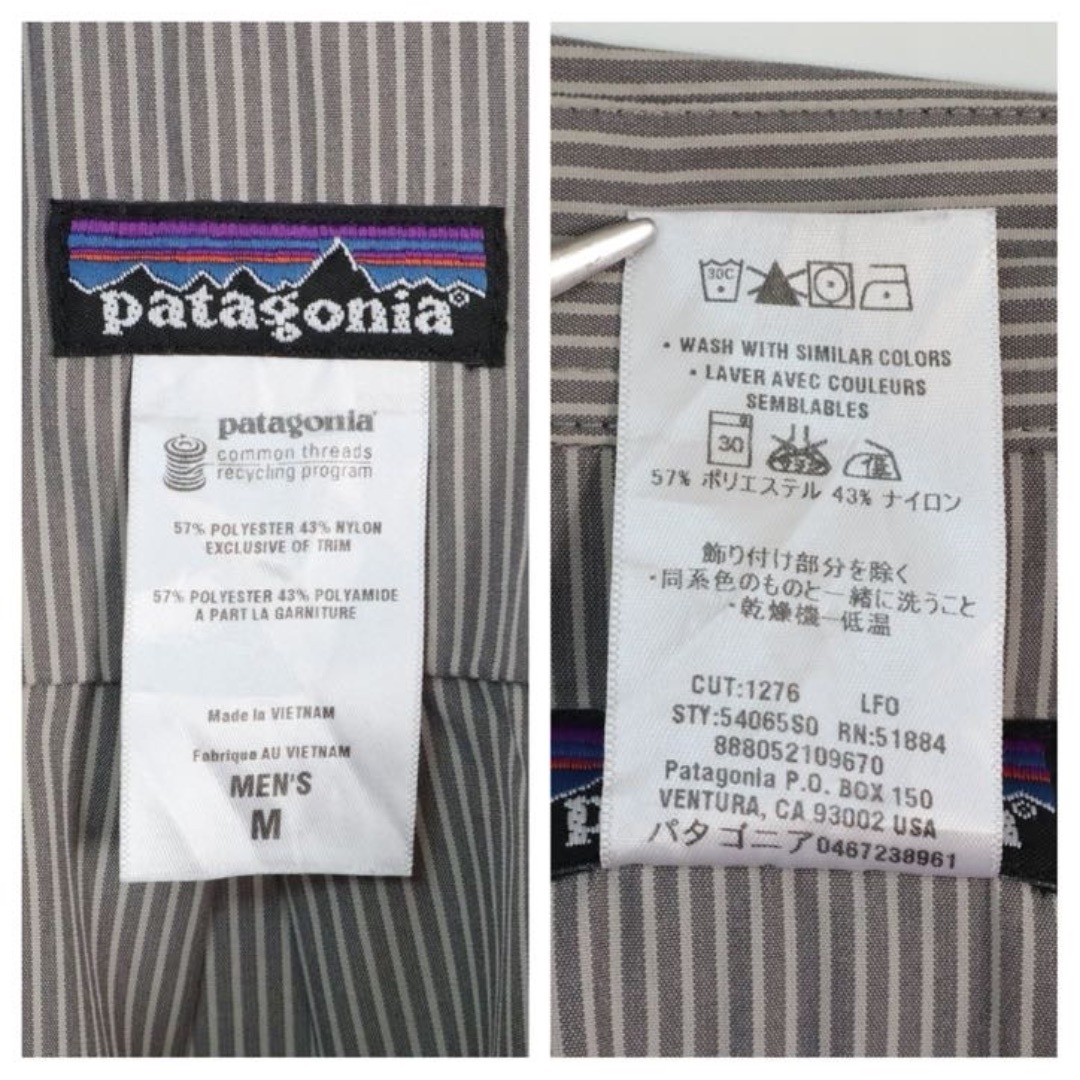 patagonia®
patagonia®
common threads
recycling program
57% POLYESTER 43% NYLON
EXCLUSIVE OF TRIM
57% POLYESTER 43% POLYAMIDE
A PART LA GARNITURE
Made in VIETNAM
Fabrique AU VIETNAM
MEN'S
M
30C
• WASH WITH SIMILAR COLORS
• LAVER AVEC COULEURS
SEMBLABLES
30 低
57% ポリエステル 43% ナイロン
飾り付け部分を除く
・同系色のものと一緒に洗うこと
・乾燥機一低温
CUT:1276 LFO
STY:54065S0 RN:51884
888052109670
Patagonia P.O. BOX 150
VENTURA, CA 93002 USA
パタゴニア 0467238961